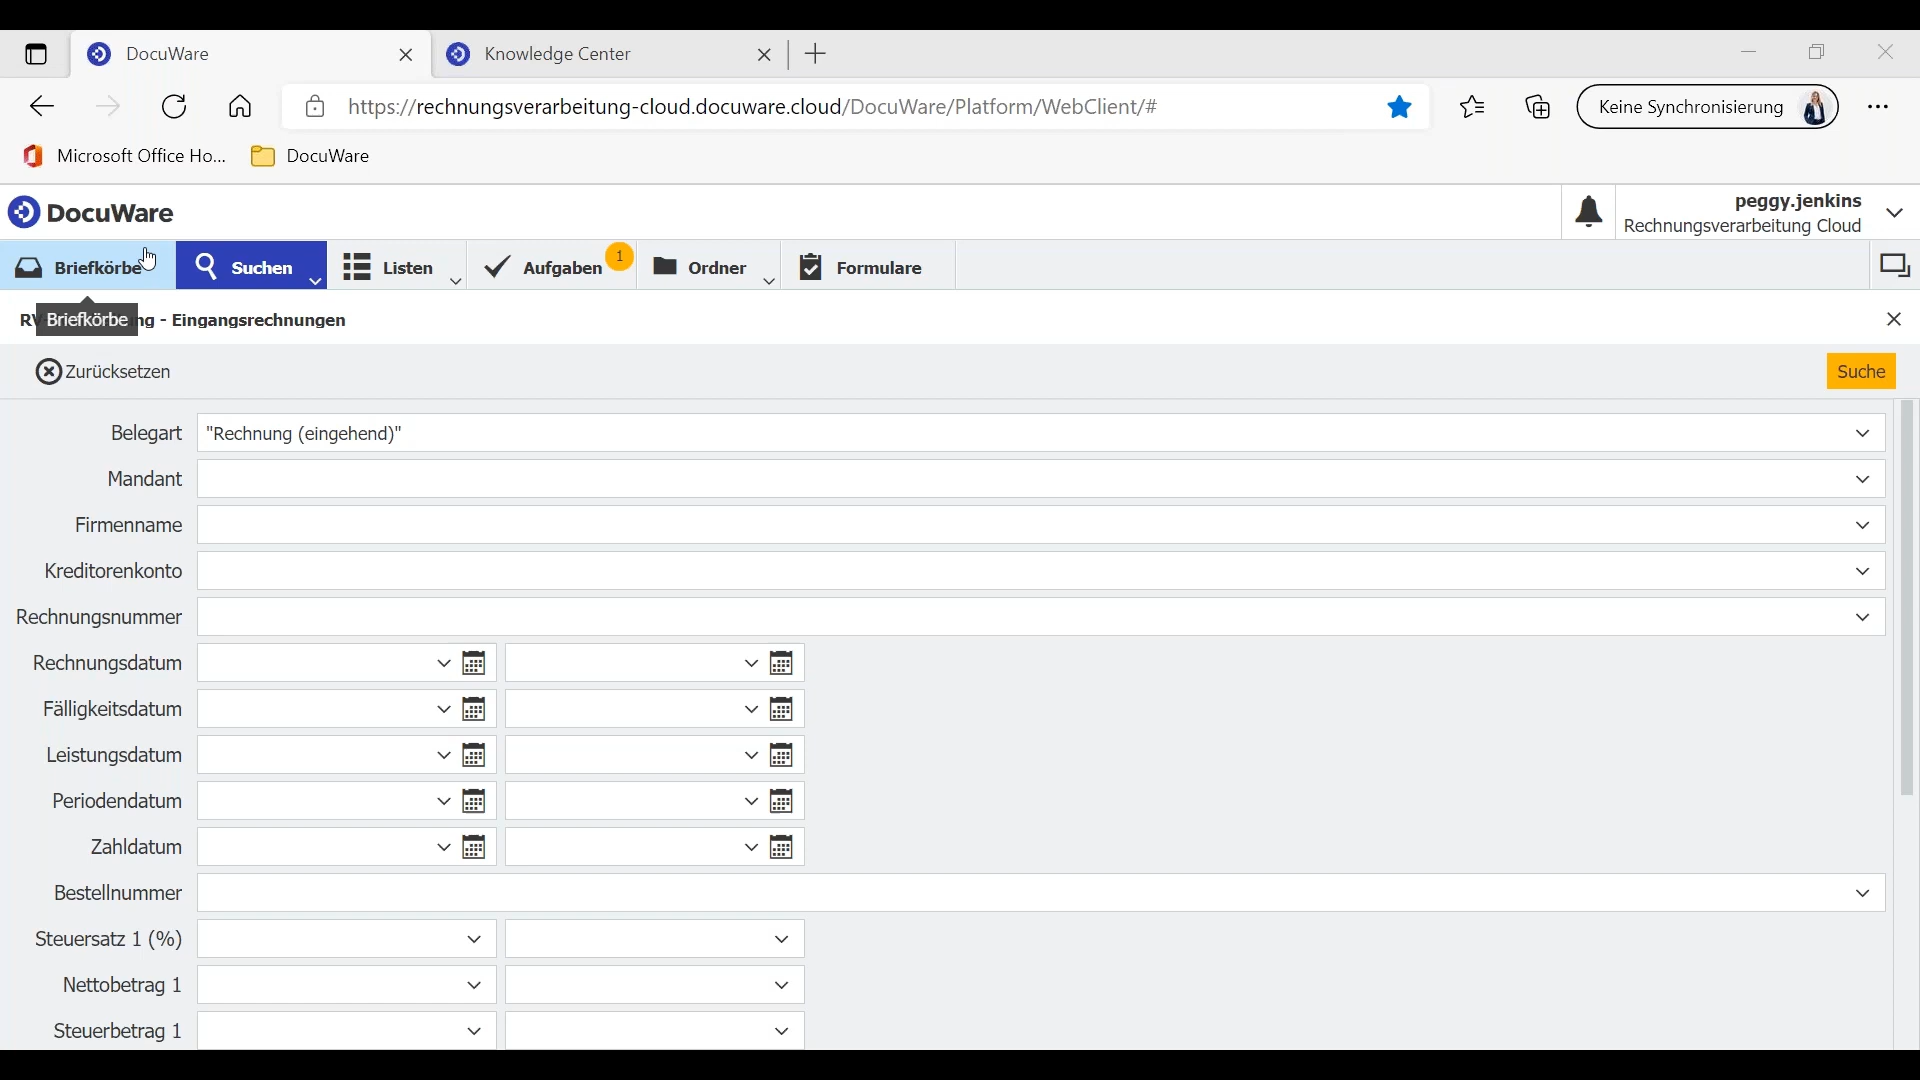 DocuWare
Knowledge Center
https://rechnungsverarbeitung-cloud.docuware.cloud/DocuWare/Platform/WebClient/#
Keine Synchronisierung
Microsoft Office Ho...
DocuWare
DocuWare
peggy.jenkins
Rechnungsverarbeitung Cloud
Briefkörbe
Suchen
Listen
Aufgaben
1
Ordner
Formulare
Briefkörbe
ng - Eingangsrechnungen
Zurücksetzen
Suche
Belegart
"Rechnung (eingehend)"
Mandant
Firmenname
Kreditorenkonto
Rechnungsnummer
Rechnungsdatum
Fälligkeitsdatum
Leistungsdatum
Periodendatum
Zahldatum
Bestellnummer
Steuersatz 1 (%)
Nettobetrag 1
Steuerbetrag 1